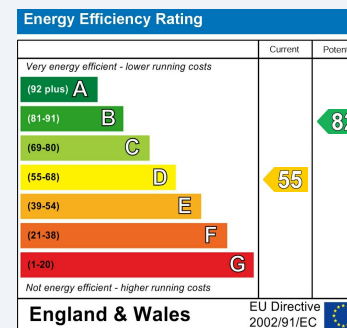 Energy Efficiency Rating
Current
Very energy efficient - lower running costs
(92 plus) A
(81-91) B
82
(69-80) C
(55-68) D
55
(39-54) E
(21-38) F
(1-20) G
Not energy efficient - higher running costs
England & Wales
EU Directive
2002/91/EC